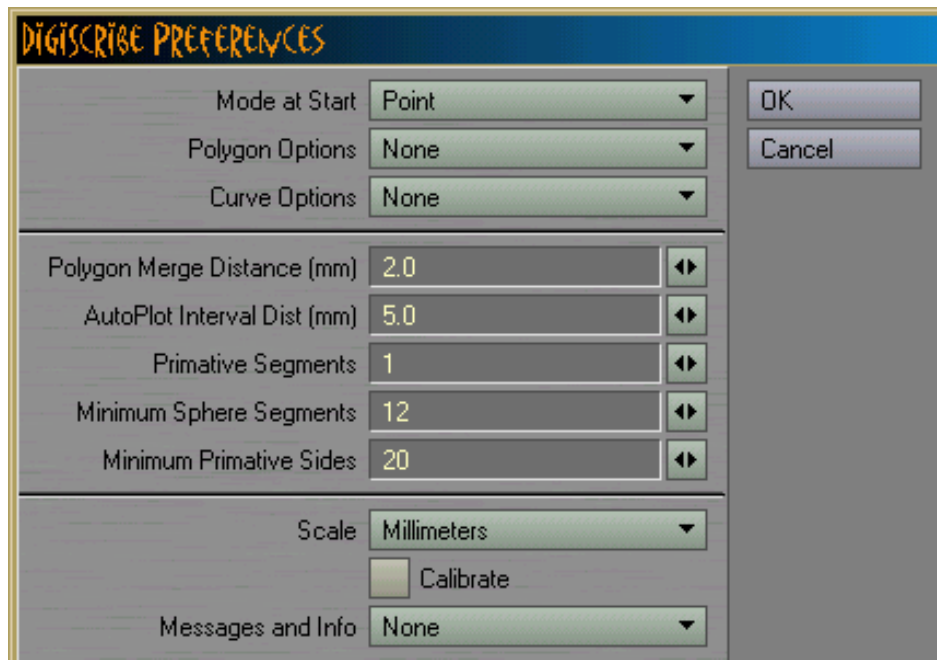 DiGiSCRiBE PREFERENCES
Mode at Start Point OK
Polygon Options None Cancel
Curve Options None
Polygon Merge Distance (mm) 2.0
AutoPlot Interval Dist (mm) 5.0
Primative Segments 1
Minimum Sphere Segments 12
Minimum Primative Sides 20
Scale Millimeters
Calibrate
Messages and Info None